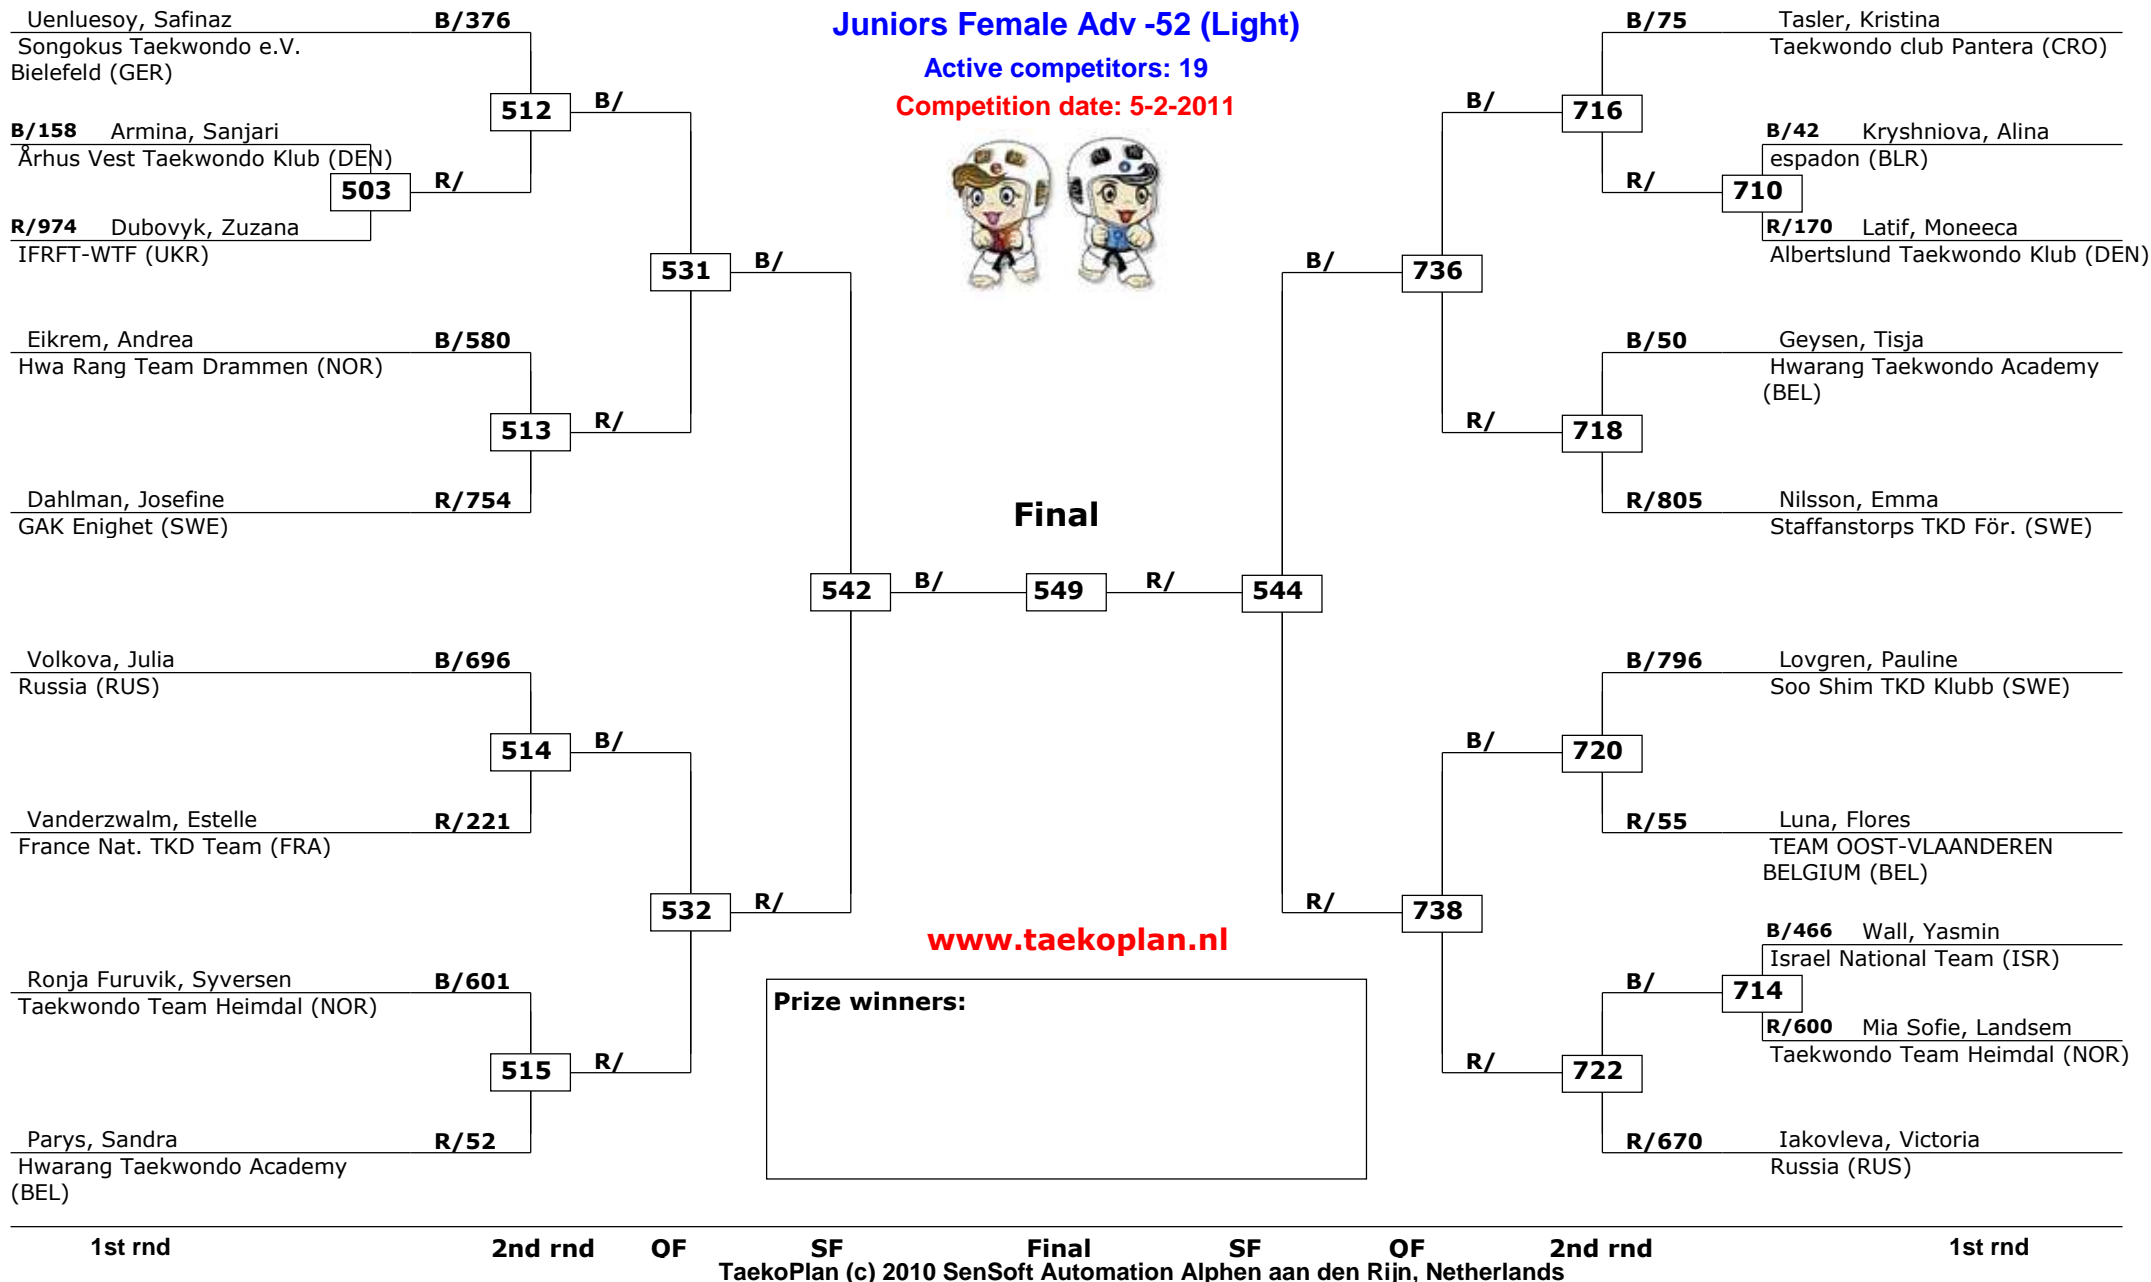 Juniors Female Adv -52 (Light)
Active competitors: 19
Competition date: 5-2-2011
Uenluesoy, Safinaz B/376
Songokus Taekwondo e.V.
Bielefeld (GER)
512 B/
B/158 Armina, Sanjari
Århus Vest Taekwondo Klub (DEN)
503 R/
R/974 Dubovyk, Zuzana
IFRFT-WTF (UKR)
531 B/
Eikrem, Andrea B/580
Hwa Rang Team Drammen (NOR)
513 R/
Dahlman, Josefine R/754
GAK Enighet (SWE)
Final
542 B/ 549 R/ 544
Volkova, Julia B/696
Russia (RUS)
514 B/
Vanderzwalm, Estelle R/221
France Nat. TKD Team (FRA)
532 R/
Ronja Furuvik, Syversen B/601
Taekwondo Team Heimdal (NOR)
515 R/
Parys, Sandra R/52
Hwarang Taekwondo Academy
(BEL)
B/75 Tasler, Kristina
Taekwondo club Pantera (CRO)
B/ 716
B/42 Kryshniova, Alina
espadon (BLR)
R/ 710
R/170 Latif, Moneeca
Albertslund Taekwondo Klub (DEN)
B/ 736
B/50 Geysen, Tisja
Hwarang Taekwondo Academy
(BEL)
R/ 718
R/805 Nilsson, Emma
Staffanstorps TKD För. (SWE)
B/796 Lovgren, Pauline
Soo Shim TKD Klubb (SWE)
B/ 720
R/55 Luna, Flores
TEAM OOST-VLAANDEREN
BELGIUM (BEL)
R/ 738
B/466 Wall, Yasmin
Israel National Team (ISR)
B/ 714
R/600 Mia Sofie, Landsem
Taekwondo Team Heimdal (NOR)
R/ 722
R/670 Iakovleva, Victoria
Russia (RUS)
www.taekoplan.nl
Prize winners:
1st rnd 2nd rnd QF SF Final SF QF 2nd rnd 1st rnd
TaekoPlan (c) 2010 SenSoft Automation Alphen aan den Rijn, Netherlands